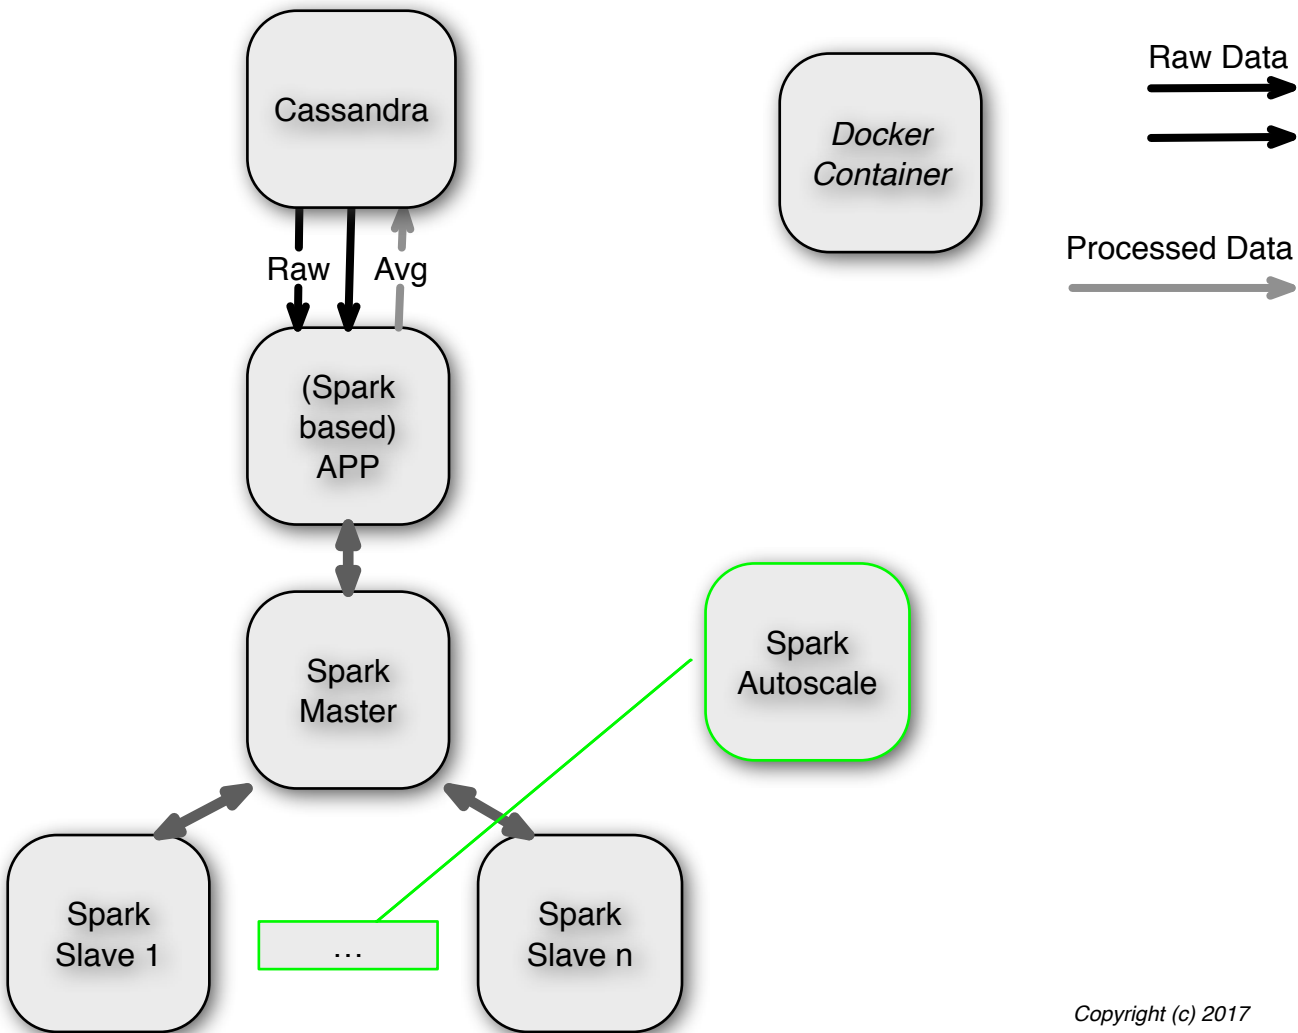 Cassandra
Docker
Container
Raw Data
Processed Data
Raw
Avg
(Spark
based)
APP
Spark
Master
Spark
Autoscale
Spark
Slave 1
...
Spark
Slave n
Copyright (c) 2017